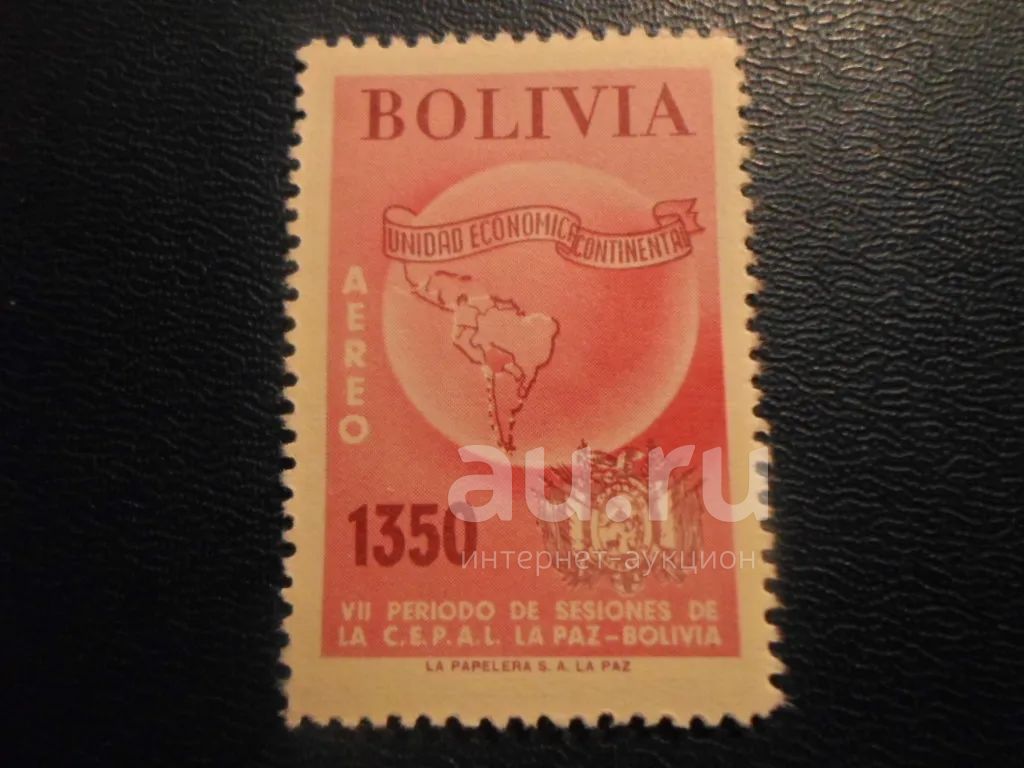 BOLIVIA
UNIDAD ECONOMICA CONTINENTAL
AEREO
1350
au.ru
интернет-аукцион
VII PERIODO DE SESIONES DE
LA C.E.P.A.L. LA PAZ-BOLIVIA
LA PAPELERA S. A. LA PAZ